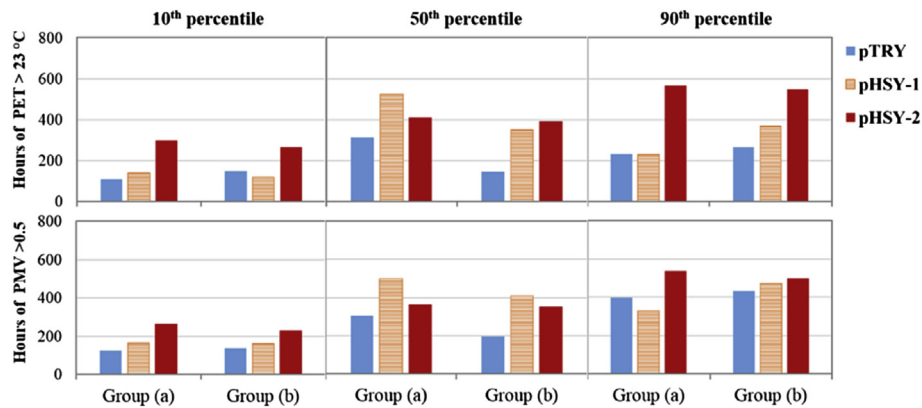 10th percentile 50th percentile 90th percentile
Hours of PET > 23 °C
800
600
400
200
0
pTRY
pHSY-1
pHSY-2
Hours of PMV >0.5
800
600
400
200
0
Group (a) Group (b) Group (a) Group (b) Group (a) Group (b)